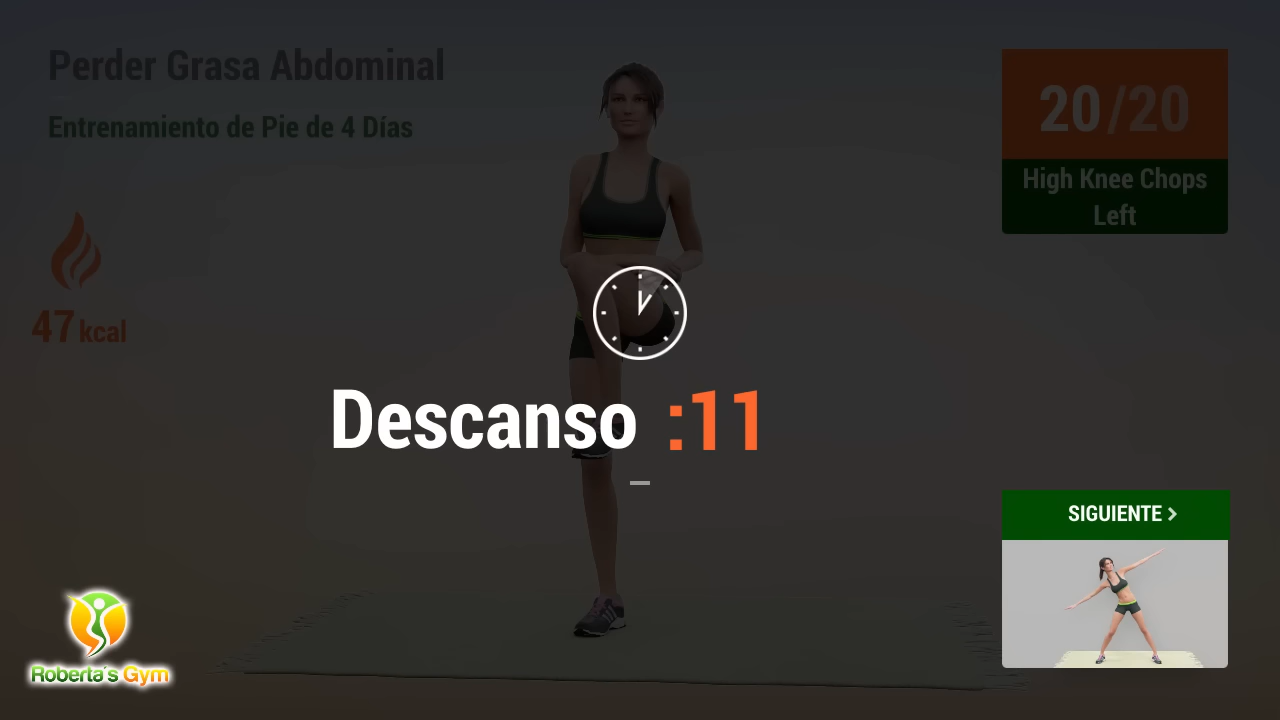 Perder Grasa Abdominal
Entrenamiento de Pie de 4 Días
20/20
High Knee Chops
Left
47 kcal
Descanso :11
SIGUIENTE >
Roberta's Gym